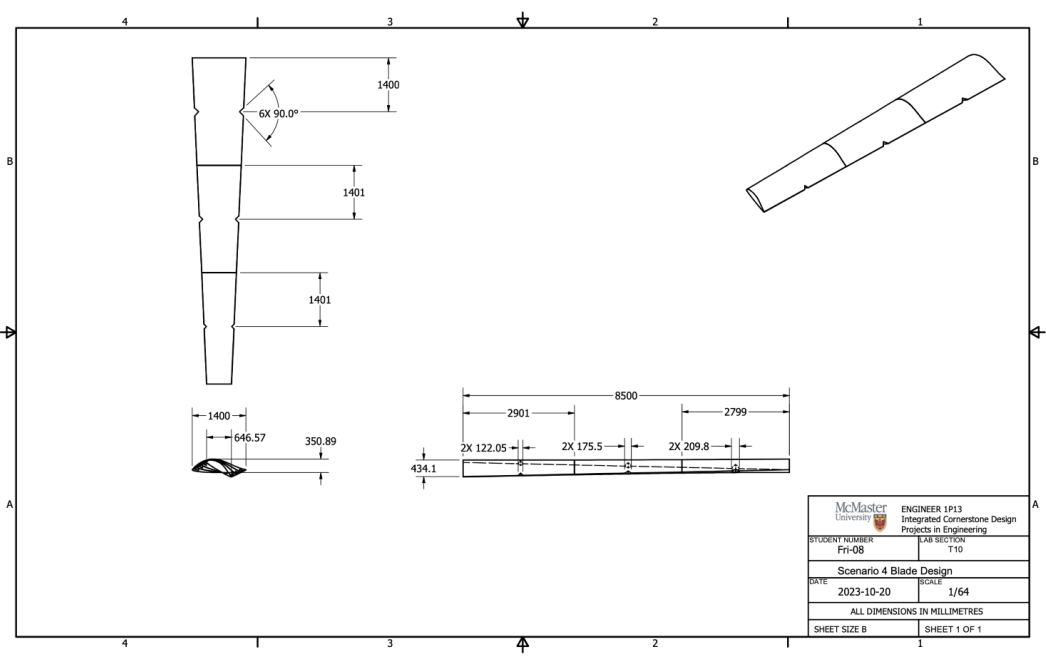 4 3 2 1
B B
A A
1400
6X 90.0°
1401
1401
1400
646.57
350.89
8500
2901 2799
2X 122.05 2X 175.5 2X 209.8
434.1
McMaster
University
ENGINEER 1P13
Integrated Cornerstone Design
Projects in Engineering
STUDENT NUMBER
Fri-08
LAB SECTION
T10
Scenario 4 Blade Design
DATE
2023-10-20
SCALE
1/64
ALL DIMENSIONS IN MILLIMETRES
SHEET SIZE B
SHEET 1 OF 1
4 3 2 1